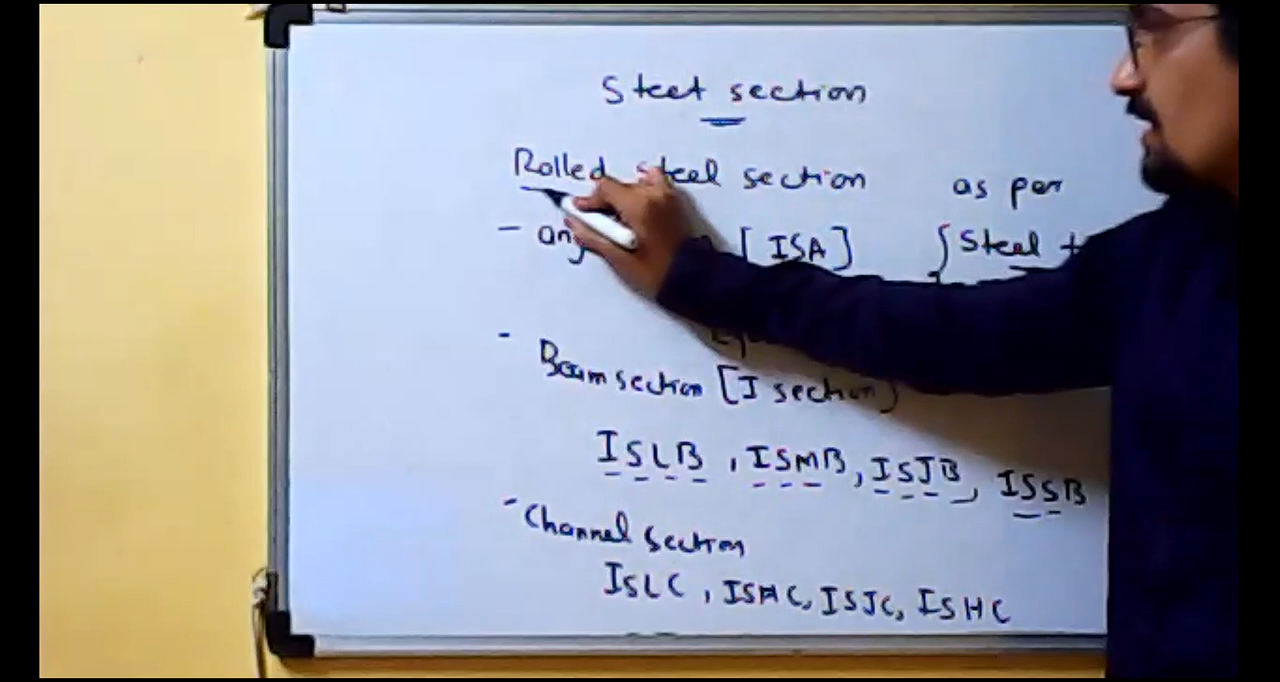 Steel section
Rolled steel section as per
- [ISA] { Steel
- Beam section [I section]
ISLB, ISMB, ISJB, ISSB
- Channel section
ISLC, ISMC, ISJC, ISHC